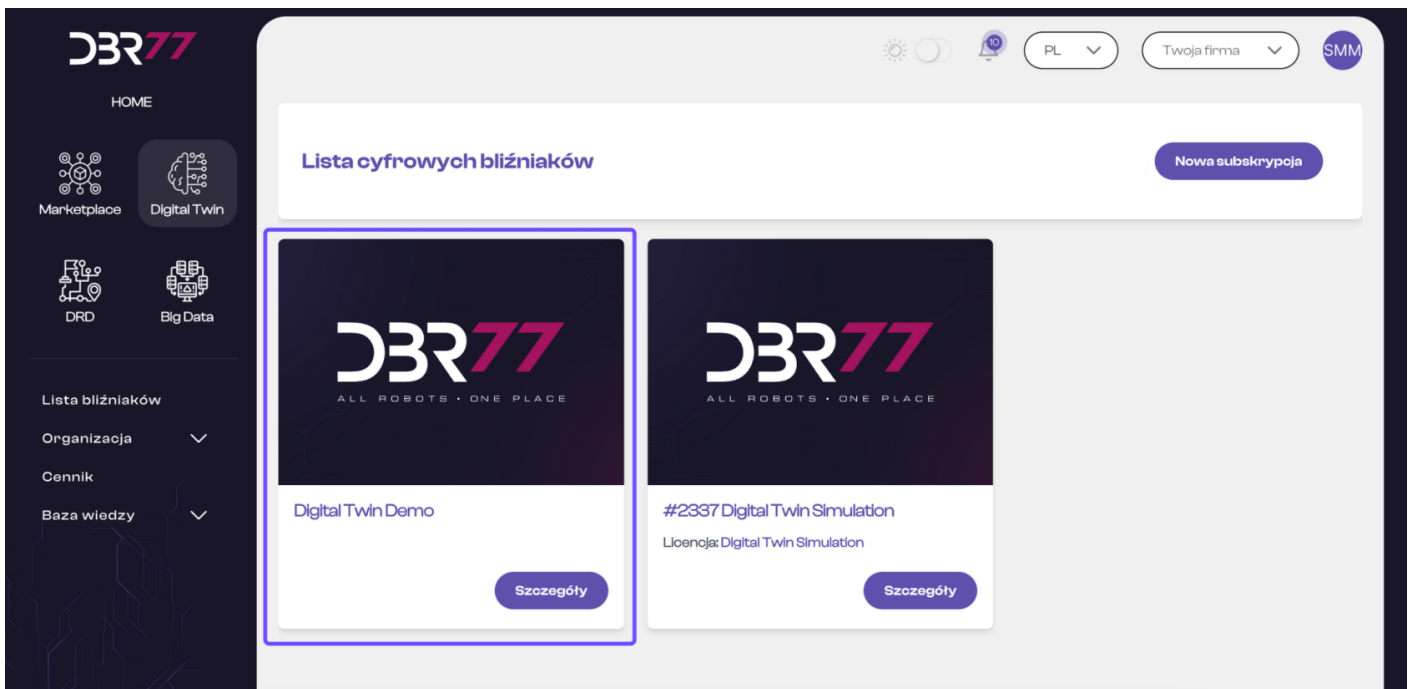 DBR77
HOME
Marketplace
Digital Twin
DRD
Big Data
Lista bliźniaków
Organizacja
Cennik
Baza wiedzy
10
PL
Twoja firma
SMM
Lista cyfrowych bliźniaków
Nowa subskrypcja
DBR77
ALL ROBOTS • ONE PLACE
Digital Twin Demo
Szczegóły
DBR77
ALL ROBOTS • ONE PLACE
#2337 Digital Twin Simulation
Licencja: Digital Twin Simulation
Szczegóły